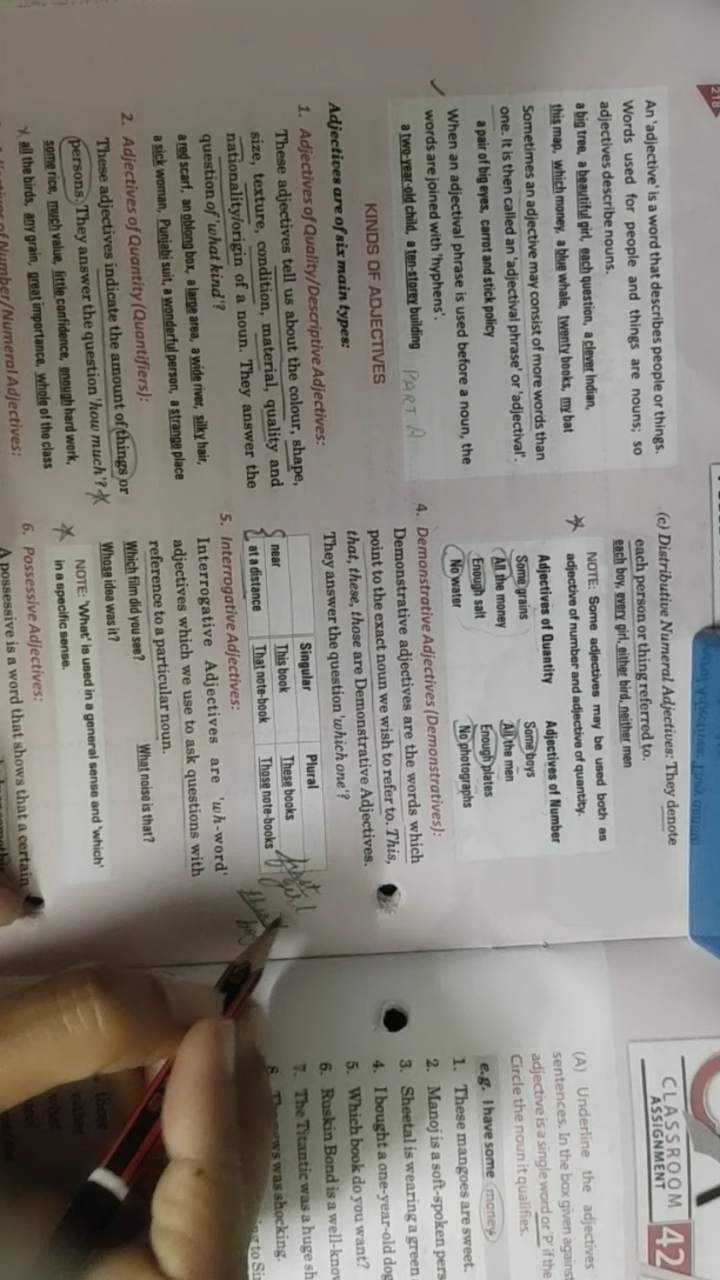 218
An 'adjective' is a word that describes people or things.
Words used for people and things are nouns; so
adjectives describe nouns.
a big tree, a beautiful girl, each question, a clever Indian,
this map, which money, a blue whale, twenty books, my bat
Sometimes an adjective may consist of more words than
one. It is then called an 'adjectival phrase' or 'adjectival'.
a pair of big eyes, carrot and stick policy
When an adjectival phrase is used before a noun, the
words are joined with 'hyphens'.
a two-year-old child, a ten-storey building
PART A
KINDS OF ADJECTIVES
Adjectives are of six main types:
1. Adjectives of Quality/Descriptive Adjectives:
These adjectives tell us about the colour, shape,
size, texture, condition, material, quality and
nationality/origin of a noun. They answer the
question of 'what kind'?
a red scarf, an oblong box, a large area, a wide river, silky hair,
a sick woman, Punjabi suit, a wonderful person, a strange place
2. Adjectives of Quantity (Quantifiers):
These adjectives indicate the amount of things or
persons. They answer the question 'how much'?
some rice, much value, little confidence, enough hard work,
all the birds, any grain, great importance, whole of the class
of Number/Numeral Adjectives:
(c) Distributive Numeral Adjectives: They denote
each person or thing referred to.
each boy, every girl, either bird, neither men
NOTE: Some adjectives may be used both as
adjective of number and adjective of quantity.
Adjectives of Quantity Adjectives of Number
Some grains Some boys
All the money All the men
Enough salt Enough plates
No water No photographs
4. Demonstrative Adjectives (Demonstratives):
Demonstrative adjectives are the words which
point to the exact noun we wish to refer to. This,
that, these, those are Demonstrative Adjectives.
They answer the question 'which one'?
Singular Plural
near This book These books
at a distance That note-book Those note-books
5. Interrogative Adjectives:
Interrogative Adjectives are 'wh-word'
adjectives which we use to ask questions with
reference to a particular noun.
Which film did you see? What noise is that?
Whose idea was it?
NOTE: 'What' is used in a general sense and 'which'
in a specific sense.
6. Possessive Adjectives:
A possessive is a word that shows that a certain
CLASSROOM
ASSIGNMENT
42
(A) Underline the adjectives
sentences. In the box given against
adjective is a single word or 'P' if the
Circle the noun it qualifies.
e.g. I have some money.
1. These mangoes are sweet.
2. Manoj is a soft-spoken pers
3. Sheetal is wearing a green
4. I bought a one-year-old dog
5. Which book do you want?
6. Ruskin Bond is a well-know
7. The Titanic was a huge sh
8. was shocking.